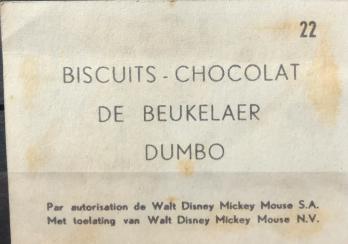 22
BISCUITS - CHOCOLAT
DE BEUKELAER
DUMBO
Par autorisation de Walt Disney Mickey Mouse S.A.
Met toelating van Walt Disney Mickey Mouse N.V.